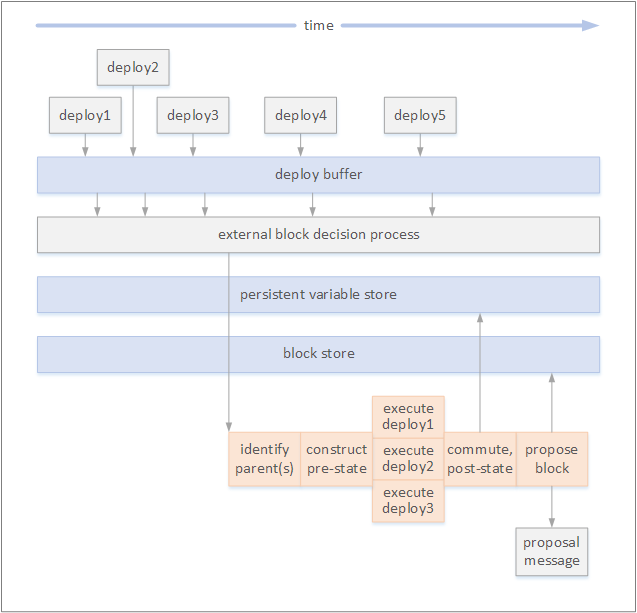 time
deploy2
deploy1
deploy3
deploy4
deploy5
deploy buffer
external block decision process
persistent variable store
block store
identify
parent(s)
construct
pre-state
execute
deploy1
execute
deploy2
execute
deploy3
commute,
post-state
propose
block
proposal
message